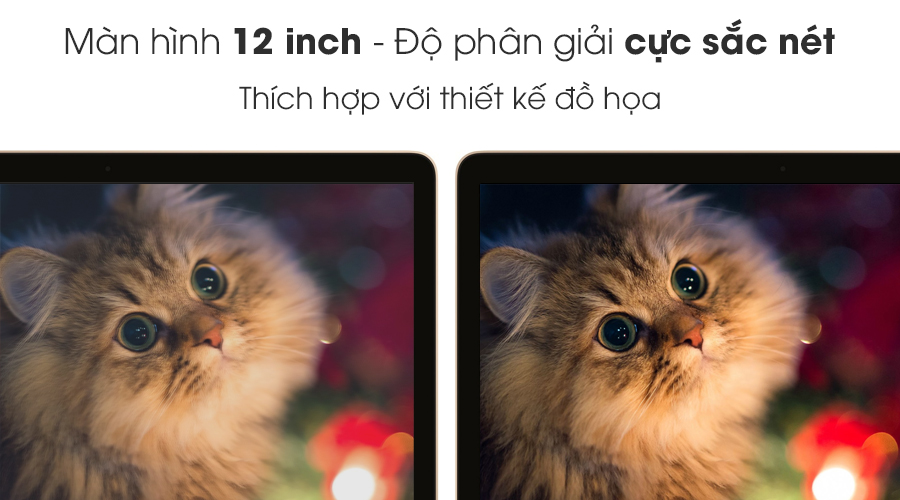 Màn hình 12 inch - Độ phân giải cực sắc nét
Thích hợp với thiết kế đồ họa